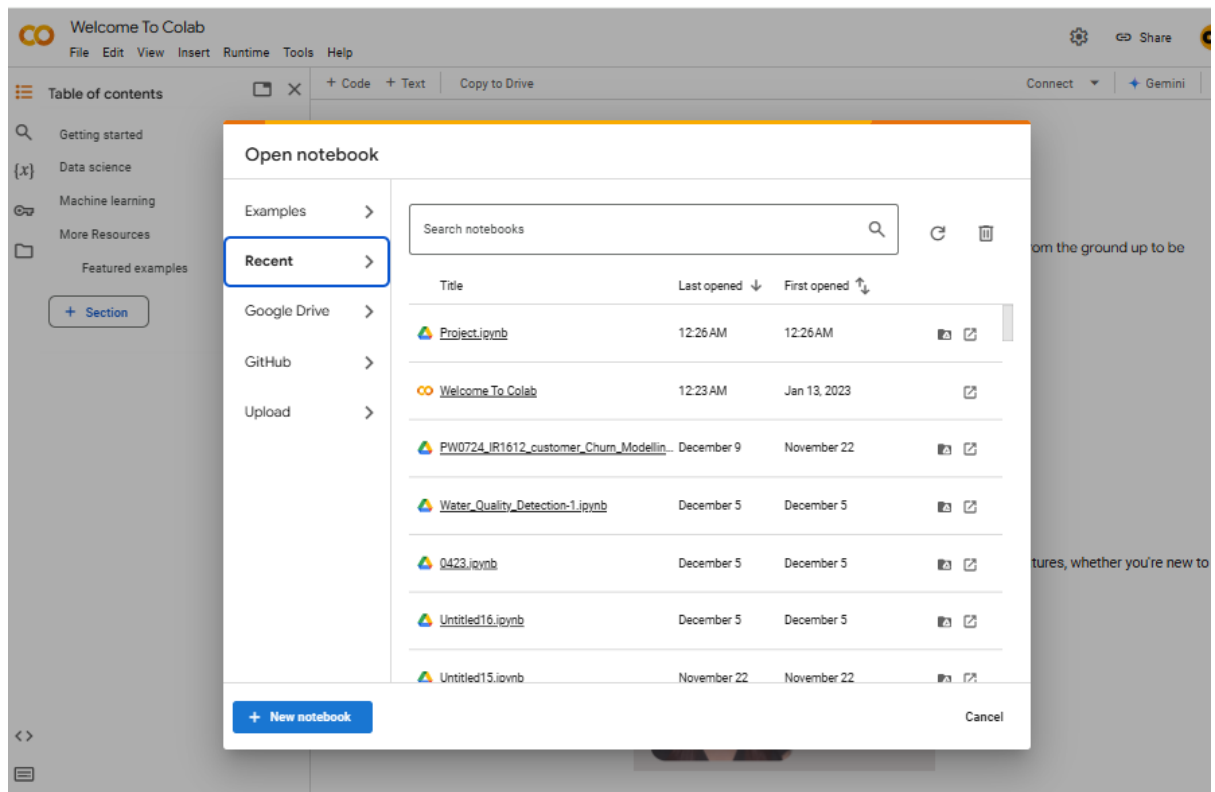 Welcome To Colab
File Edit View Insert Runtime Tools Help
Share
Table of contents
+ Code + Text Copy to Drive
Connect Gemini
Getting started
Data science
{x}
Machine learning
More Resources
Featured examples
+ Section
Open notebook
Examples
Recent
Google Drive
GitHub
Upload
Search notebooks
Title Last opened First opened
Project.ipynb 12:26 AM 12:26 AM
Welcome To Colab 12:23 AM Jan 13, 2023
PW0724_IR1612_customer_Churn_Modellin... December 9 November 22
Water_Quality_Detection-1.ipynb December 5 December 5
0423.ipynb December 5 December 5
Untitled16.ipynb December 5 December 5
Untitled15.ipynb November 22 November 22
+ New notebook
Cancel
om the ground up to be
tures, whether you're new to